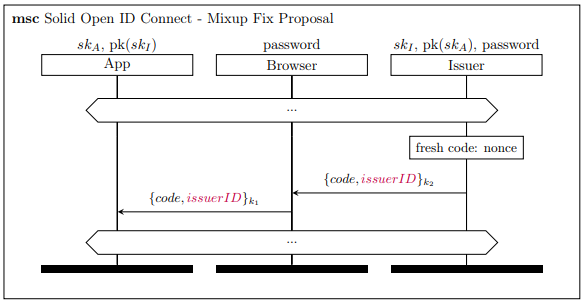 msc Solid Open ID Connect - Mixup Fix Proposal
sk_A, pk(sk_I) password sk_I, pk(sk_A), password
App Browser Issuer
...
fresh code: nonce
{code, issuerID}_{k_2}
{code, issuerID}_{k_1}
...